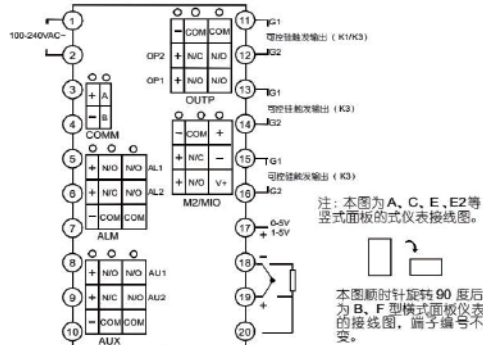 1
100-240VAC~
2
3
4
+ A
− B
COMM
5
6
7
+ N/O N/O AL1
+ N/C N/O AL2
− COM COM
ALM
8
9
10
+ N/O N/O AU1
+ N/C N/O AU2
− COM COM
AUX
− COM COM
OP2 + N/C N/O
OP1 + N/O N/O
OUTP
− COM +
+ N/C −
+ N/O V+
M2/MIO
11 G1
可控硅触发输出（K1/K3）
12 G2
13 G1
可控硅触发输出（K3）
14 G2
15 G1
可控硅触发输出（K3）
16 G2
17 − 0-5V
+ 1-5V
18 −
19 +
20
注：本图为A、C、E、E2等
竖式面板的式仪表接线图。
本图顺时针旋转90度后
为B、F型横式面板仪表
的接线图，端子编号不
变。